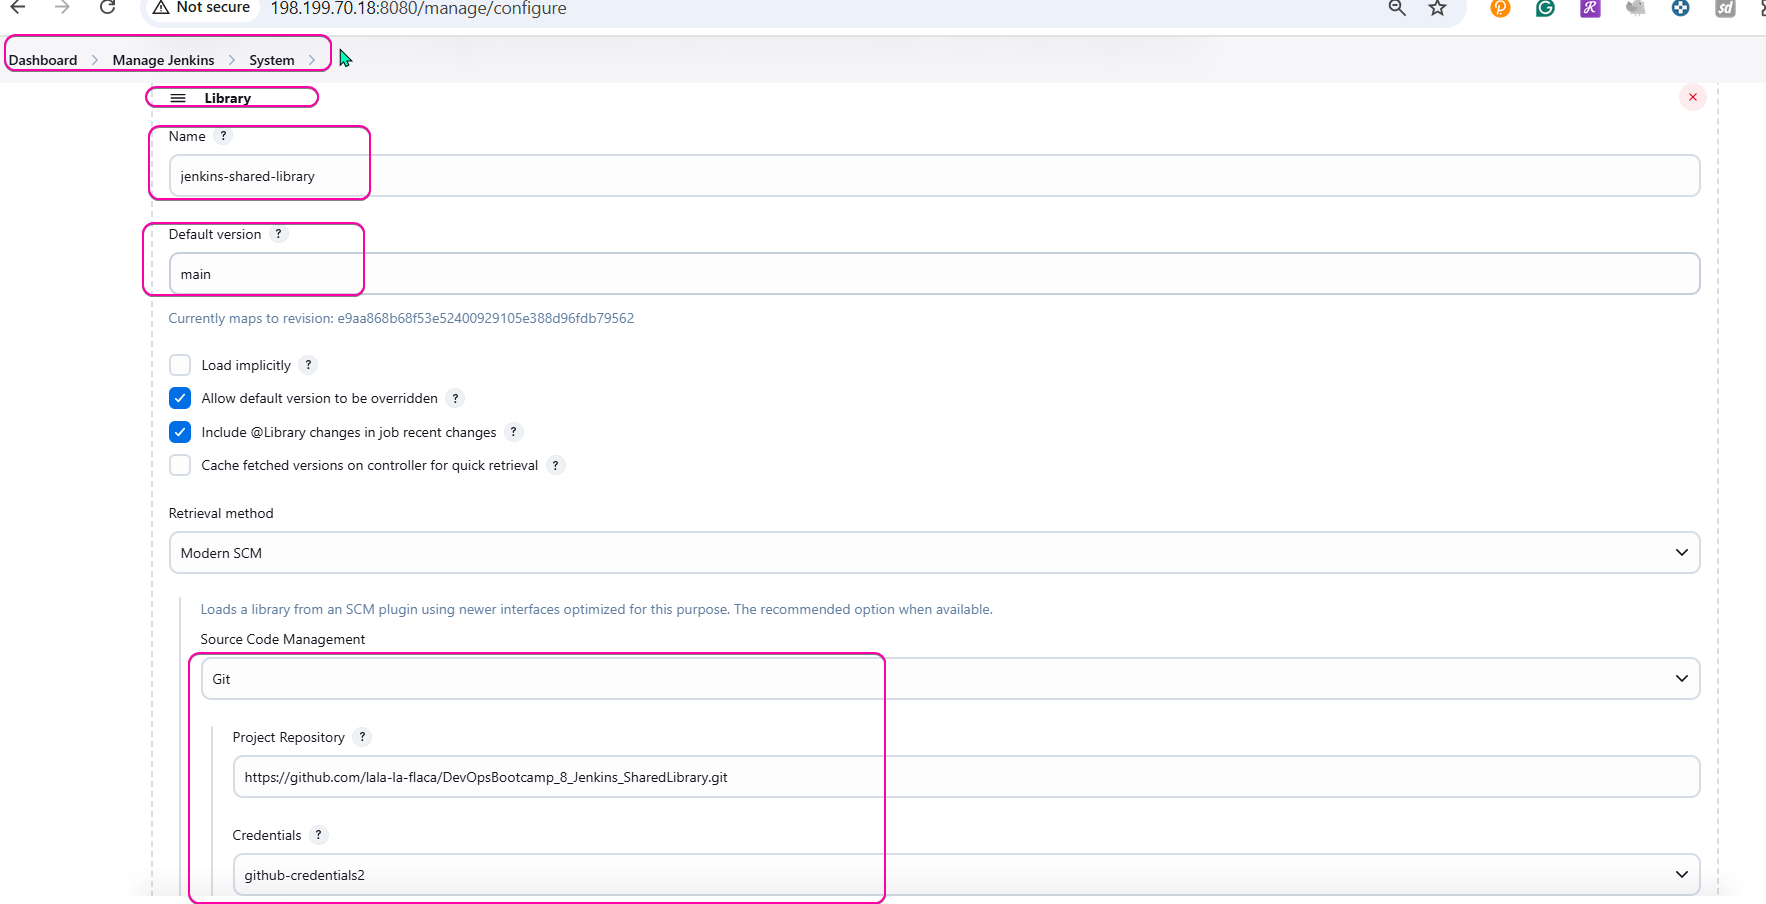 Not secure 198.199.70.18:8080/manage/configure
Dashboard Manage Jenkins System
Library
Name ?
jenkins-shared-library
Default version ?
main
Currently maps to revision: e9aa868b68f53e52400929105e388d96fdb79562
Load implicitly ?
Allow default version to be overridden ?
Include @Library changes in job recent changes ?
Cache fetched versions on controller for quick retrieval ?
Retrieval method
Modern SCM
Loads a library from an SCM plugin using newer interfaces optimized for this purpose. The recommended option when available.
Source Code Management
Git
Project Repository ?
https://github.com/lala-la-flaca/DevOpsBootcamp_8_Jenkins_SharedLibrary.git
Credentials ?
github-credentials2